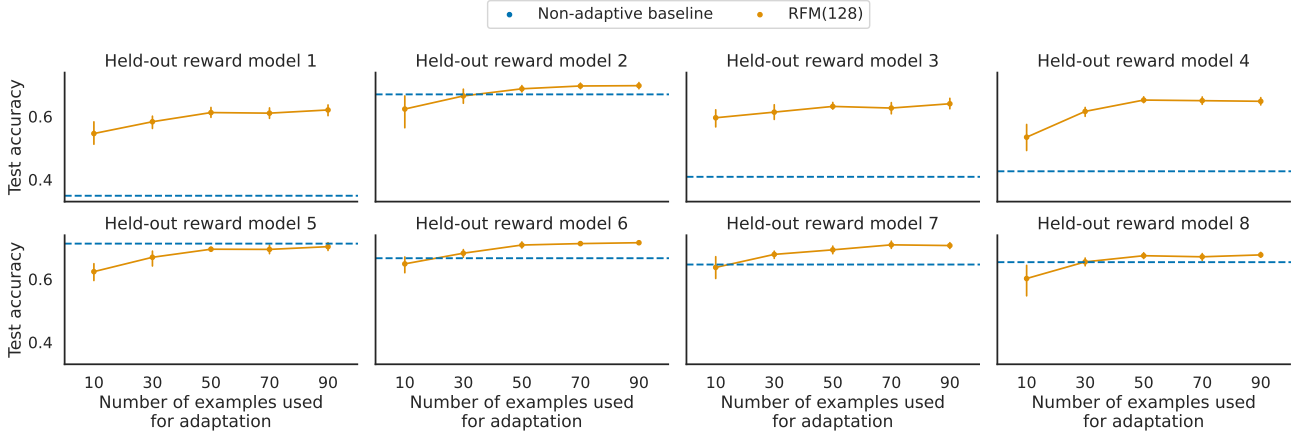 Non-adaptive baseline RFM(128)
Held-out reward model 1 Held-out reward model 2 Held-out reward model 3 Held-out reward model 4
Test accuracy
0.6
0.4
Held-out reward model 5 Held-out reward model 6 Held-out reward model 7 Held-out reward model 8
Test accuracy
0.6
0.4
10 30 50 70 90 10 30 50 70 90 10 30 50 70 90 10 30 50 70 90
Number of examples used Number of examples used Number of examples used Number of examples used
for adaptation for adaptation for adaptation for adaptation